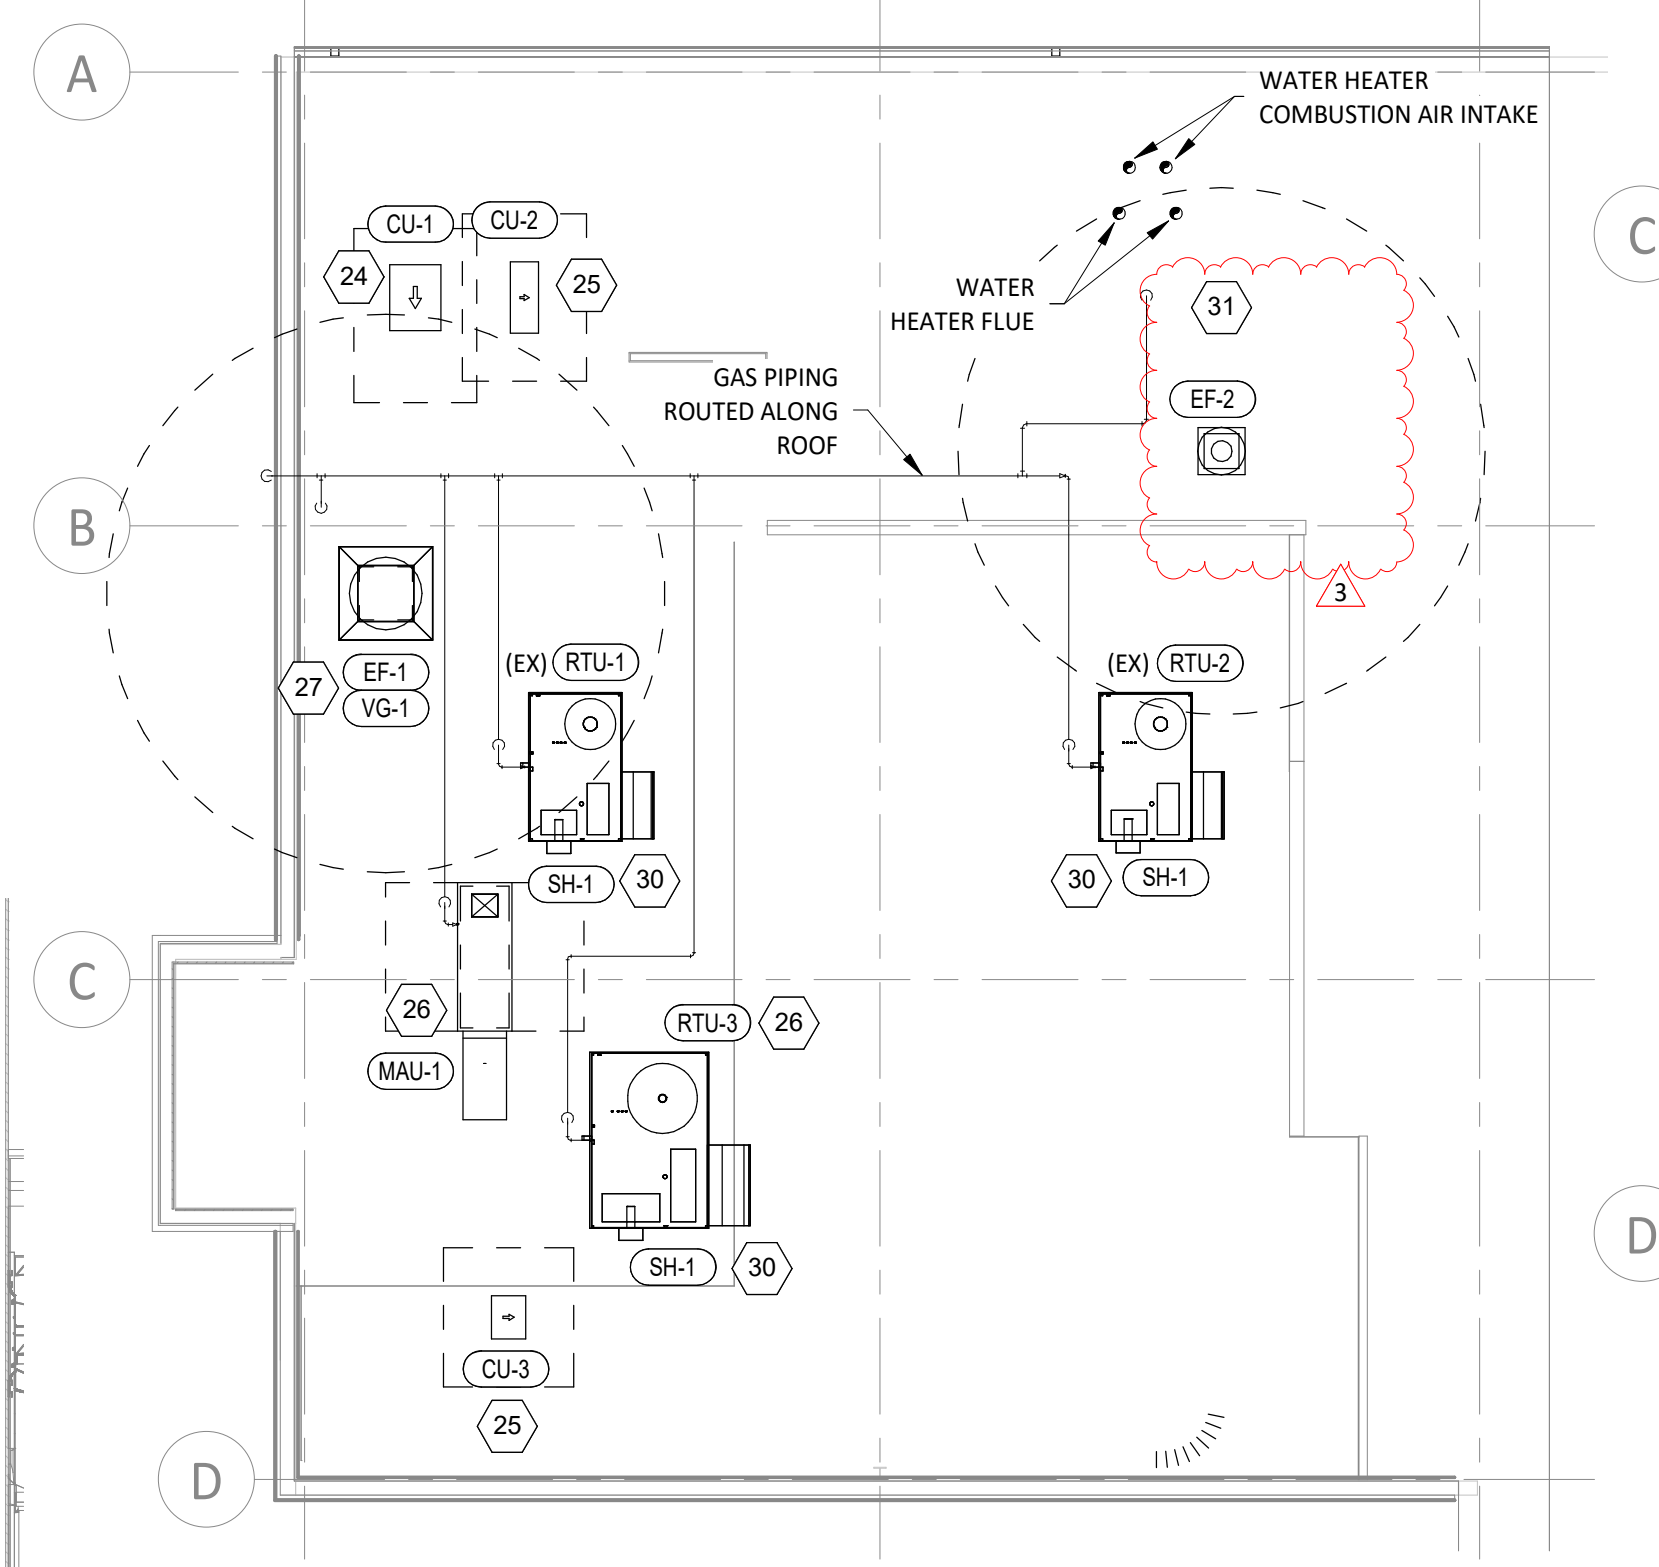 A
WATER HEATER
COMBUSTION AIR INTAKE
CU-1
CU-2
C
24
25
WATER
HEATER FLUE
31
GAS PIPING
ROUTED ALONG
ROOF
EF-2
B
3
27
EF-1
VG-1
(EX) RTU-1
(EX) RTU-2
SH-1
30
30
SH-1
C
26
RTU-3
26
MAU-1
D
SH-1
30
CU-3
25
D